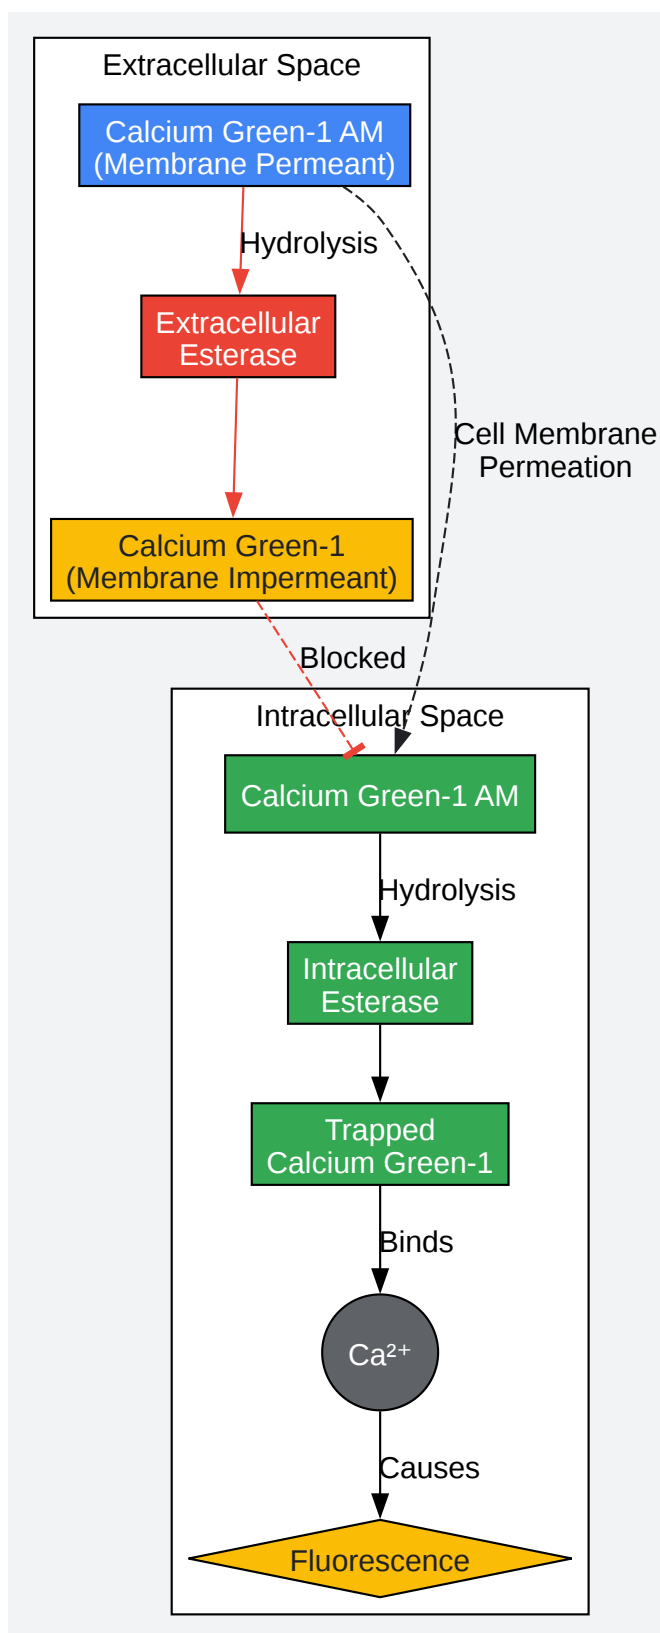 Extracellular Space
Calcium Green-1 AM
(Membrane Permeant)
Hydrolysis
Extracellular
Esterase
Cell Membrane
Permeation
Calcium Green-1
(Membrane Impermeant)
Blocked
Intracellular Space
Calcium Green-1 AM
Hydrolysis
Intracellular
Esterase
Trapped
Calcium Green-1
Binds
Ca²⁺
Causes
Fluorescence